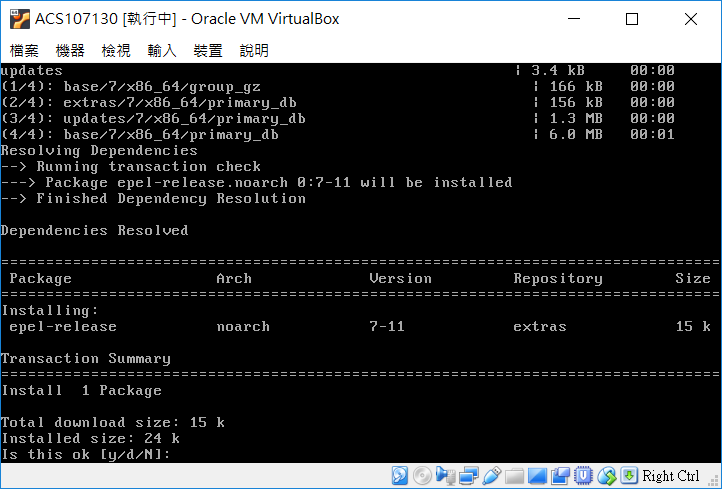 ACS107130 [執行中] - Oracle VM VirtualBox
檔案 機器 檢視 輸入 裝置 說明
updates | 3.4 kB 00:00
(1/4): base/7/x86_64/group_gz | 166 kB 00:00
(2/4): extras/7/x86_64/primary_db | 156 kB 00:00
(3/4): updates/7/x86_64/primary_db | 1.3 MB 00:00
(4/4): base/7/x86_64/primary_db | 6.0 MB 00:01
Resolving Dependencies
--> Running transaction check
---> Package epel-release.noarch 0:7-11 will be installed
--> Finished Dependency Resolution
Dependencies Resolved
================================================================================
Package Arch Version Repository Size
================================================================================
Installing:
epel-release noarch 7-11 extras 15 k
Transaction Summary
================================================================================
Install 1 Package
Total download size: 15 k
Installed size: 24 k
Is this ok [y/d/N]:
Right Ctrl